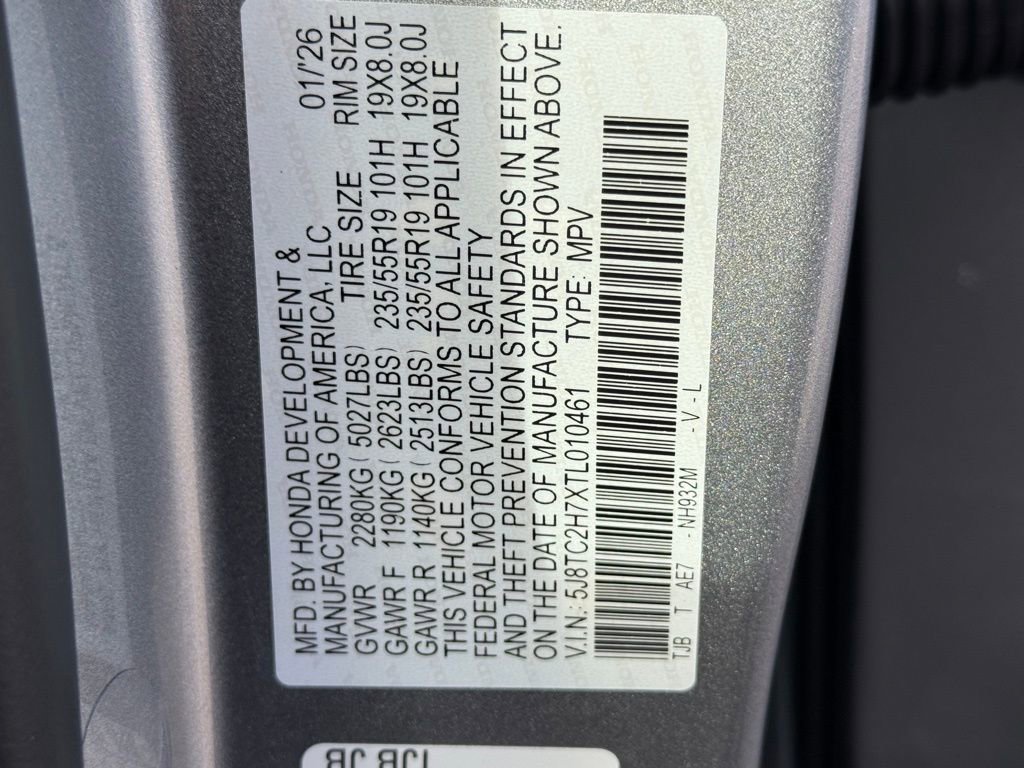 MFD. BY HONDA DEVELOPMENT &
MANUFACTURING OF AMERICA, LLC 01/'26
GVWR 2280KG ( 5027LBS) TIRE SIZE RIM SIZE
GAWR F 1190KG ( 2623LBS) 235/55R19 101H 19X8.0J
GAWR R 1140KG ( 2513LBS) 235/55R19 101H 19X8.0J
THIS VEHICLE CONFORMS TO ALL APPLICABLE
FEDERAL MOTOR VEHICLE SAFETY
AND THEFT PREVENTION STANDARDS IN EFFECT
ON THE DATE OF MANUFACTURE SHOWN ABOVE.
V.I.N.: 5J8TC2H7XTL010461 TYPE: MPV
TJB T AE7 -NH932M -V-L